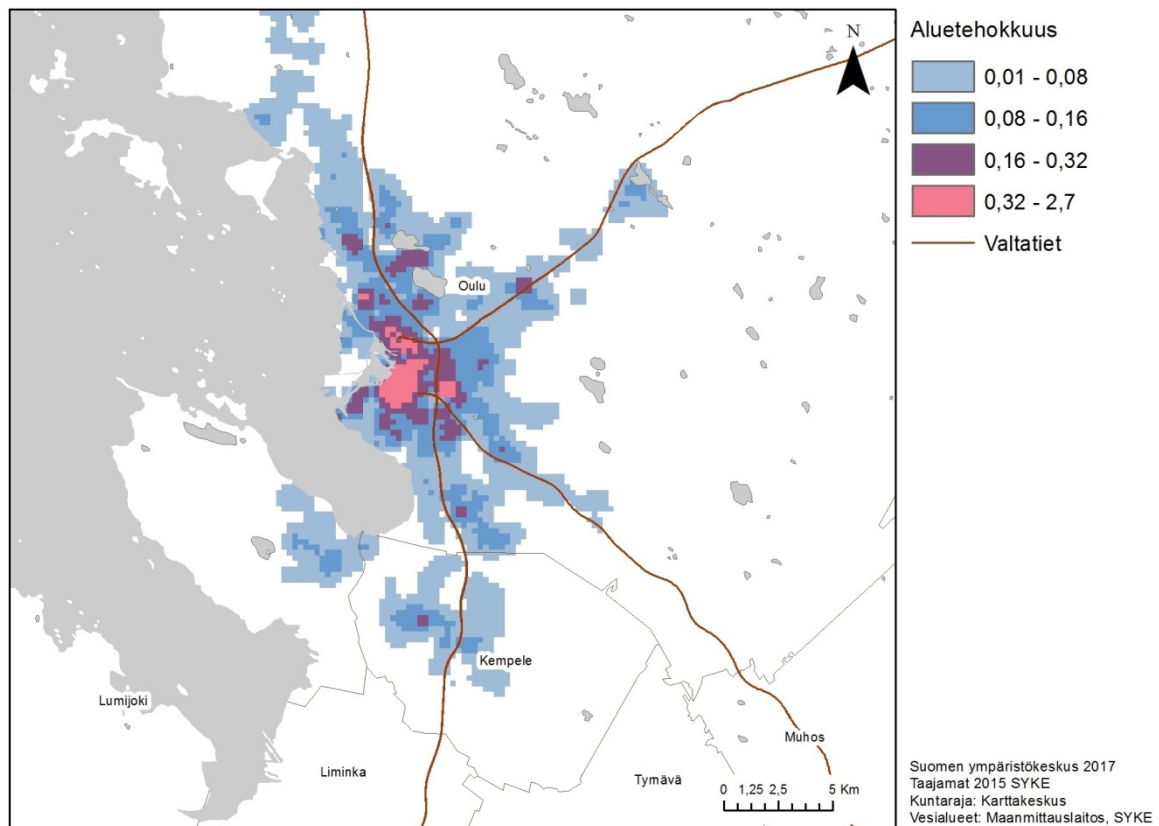 Aluetehokkuus
N
0,01 - 0,08
0,08 - 0,16
0,16 - 0,32
0,32 - 2,7
Valtatiet
Oulu
Kempele
Lumijoki
Liminka
Tymävä
Muhos
0 1,25 2,5 5 Km
Suomen ympäristökeskus 2017
Taajamat 2015 SYKE
Kuntaraja: Karttakeskus
Vesialueet: Maanmittauslaitos, SYKE